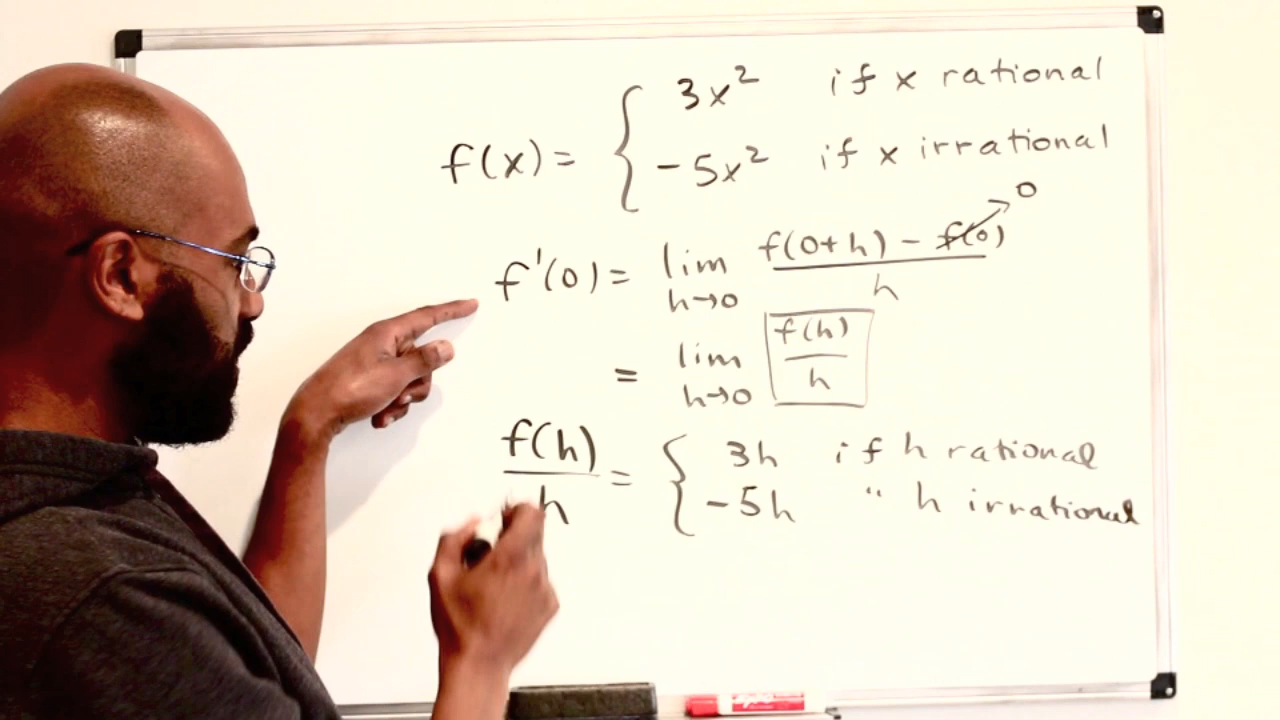 f(x) = { 3x² if x rational
-5x² if x irrational
f'(0) = lim h→0 f(0+h) - f(0) / h → 0
= lim h→0 f(h) / h
f(h) / h = { 3h if h rational
-5h " h irrational
expo